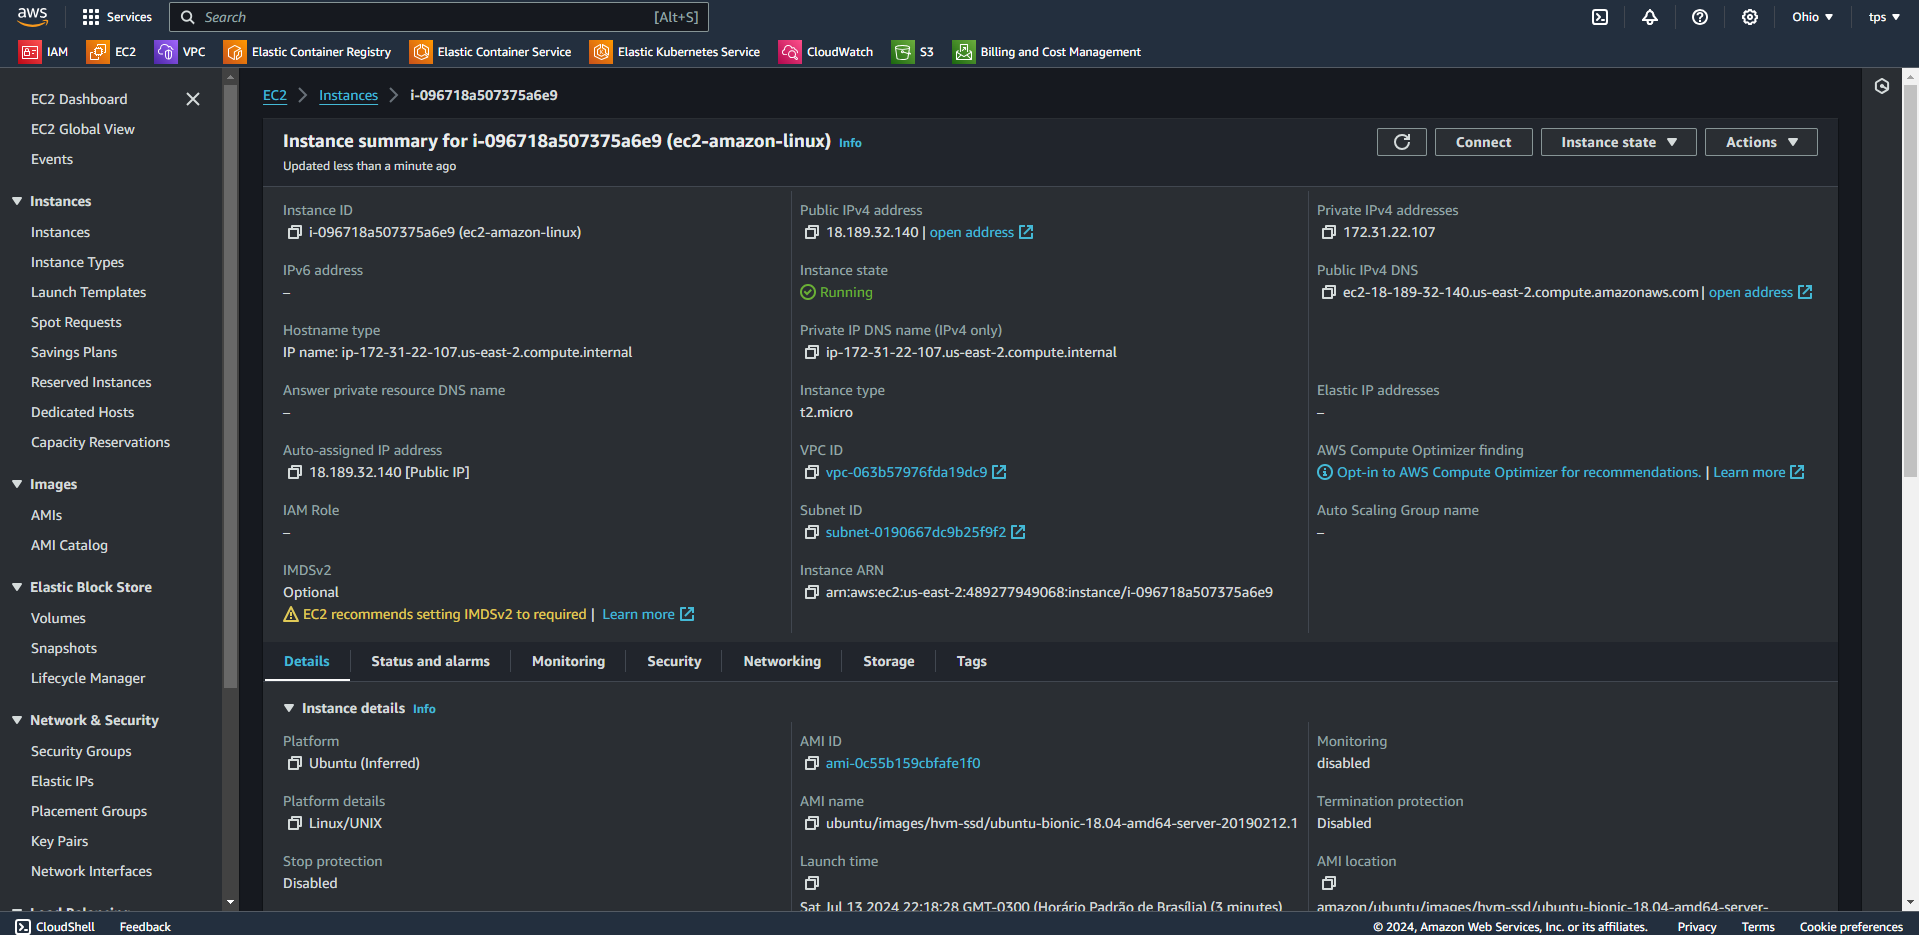 aws
Services
Search
[Alt+S]
Ohio ▼
tps ▼
IAM
EC2
VPC
Elastic Container Registry
Elastic Container Service
Elastic Kubernetes Service
CloudWatch
S3
Billing and Cost Management
EC2 Dashboard
EC2 Global View
Events
Instances
Instances
Instance Types
Launch Templates
Spot Requests
Savings Plans
Reserved Instances
Dedicated Hosts
Capacity Reservations
Images
AMIs
AMI Catalog
Elastic Block Store
Volumes
Snapshots
Lifecycle Manager
Network & Security
Security Groups
Elastic IPs
Placement Groups
Key Pairs
Network Interfaces
EC2
Instances
i-096718a507375a6e9
Instance summary for i-096718a507375a6e9 (ec2-amazon-linux) Info
Updated less than a minute ago
Connect
Instance state ▼
Actions ▼
Instance ID
i-096718a507375a6e9 (ec2-amazon-linux)
IPv6 address
–
Hostname type
IP name: ip-172-31-22-107.us-east-2.compute.internal
Answer private resource DNS name
–
Auto-assigned IP address
18.189.32.140 [Public IP]
IAM Role
–
IMDSv2
Optional
EC2 recommends setting IMDSv2 to required | Learn more
Public IPv4 address
18.189.32.140 | open address
Instance state
Running
Private IP DNS name (IPv4 only)
ip-172-31-22-107.us-east-2.compute.internal
Instance type
t2.micro
VPC ID
vpc-063b57976fda19dc9
Subnet ID
subnet-0190667dc9b25f9f2
Instance ARN
arn:aws:ec2:us-east-2:489277949068:instance/i-096718a507375a6e9
Private IPv4 addresses
172.31.22.107
Public IPv4 DNS
ec2-18-189-32-140.us-east-2.compute.amazonaws.com | open address
Elastic IP addresses
–
AWS Compute Optimizer finding
Opt-in to AWS Compute Optimizer for recommendations. | Learn more
Auto Scaling Group name
–
Details
Status and alarms
Monitoring
Security
Networking
Storage
Tags
Instance details Info
Platform
Ubuntu (Inferred)
Platform details
Linux/UNIX
Stop protection
Disabled
AMI ID
ami-0c55b159cbfafe1f0
AMI name
ubuntu/images/hvm-ssd/ubuntu-bionic-18.04-amd64-server-20190212.1
Launch time
Sat Jul 13 2024 22:18:28 GMT-0300 (Horário Padrão de Brasília) (3 minutes)
Monitoring
disabled
Termination protection
Disabled
AMI location
amazon/ubuntu/images/hvm-ssd/ubuntu-bionic-18.04-amd64-server-
CloudShell
Feedback
© 2024, Amazon Web Services, Inc. or its affiliates.
Privacy
Terms
Cookie preferences